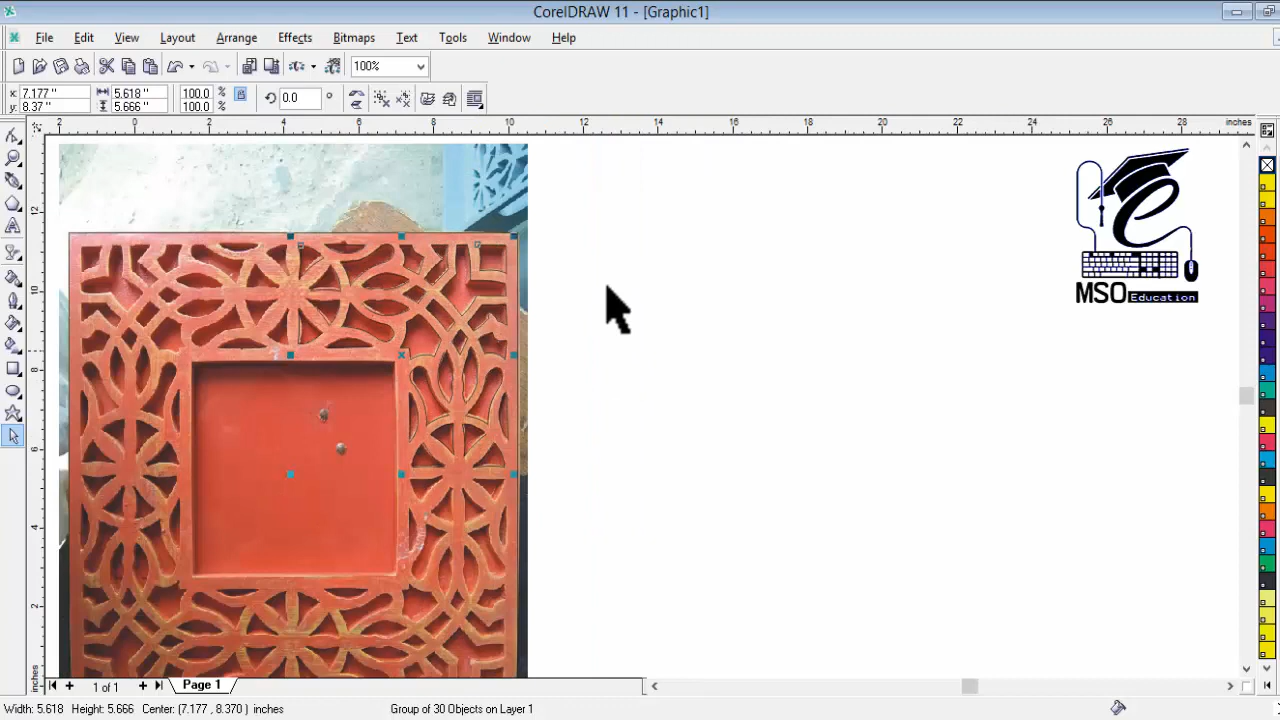 CorelDRAW 11 - [Graphic1]
File Edit View Layout Arrange Effects Bitmaps Text Tools Window Help
100%
x: 7.177 " 5.618 " 100.0 % 0.0 °
y: 8.37 " 5.666 " 100.0 %
2 0 2 4 6 8 10 12 14 16 18 20 22 24 26 28 inches
12
10
8
6
4
2
inches
MSO Education
1 of 1 Page 1
Width: 5.618 Height: 5.666 Center: (7.177 , 8.370 ) inches Group of 30 Objects on Layer 1